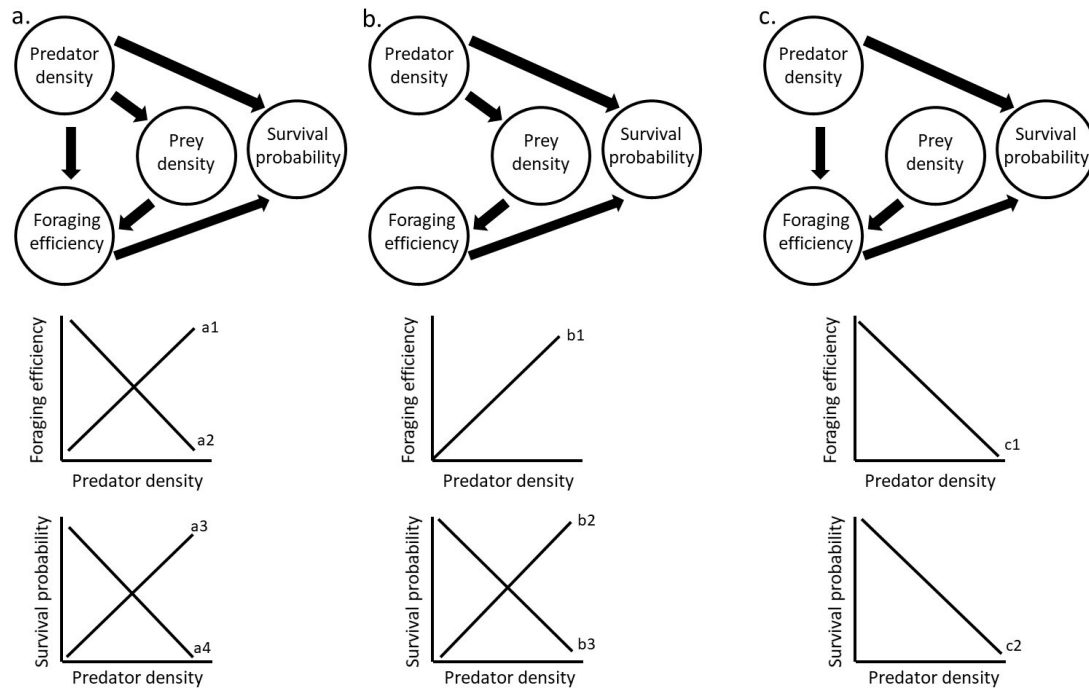 a.
Predator
density
Prey
density
Survival
probability
Foraging
efficiency
b.
Predator
density
Prey
density
Survival
probability
Foraging
efficiency
c.
Predator
density
Prey
density
Survival
probability
Foraging
efficiency
Foraging efficiency
a1
a2
Predator density
Foraging efficiency
b1
Predator density
Foraging efficiency
c1
Predator density
Survival probability
a3
a4
Predator density
Survival probability
b2
b3
Predator density
Survival probability
c2
Predator density